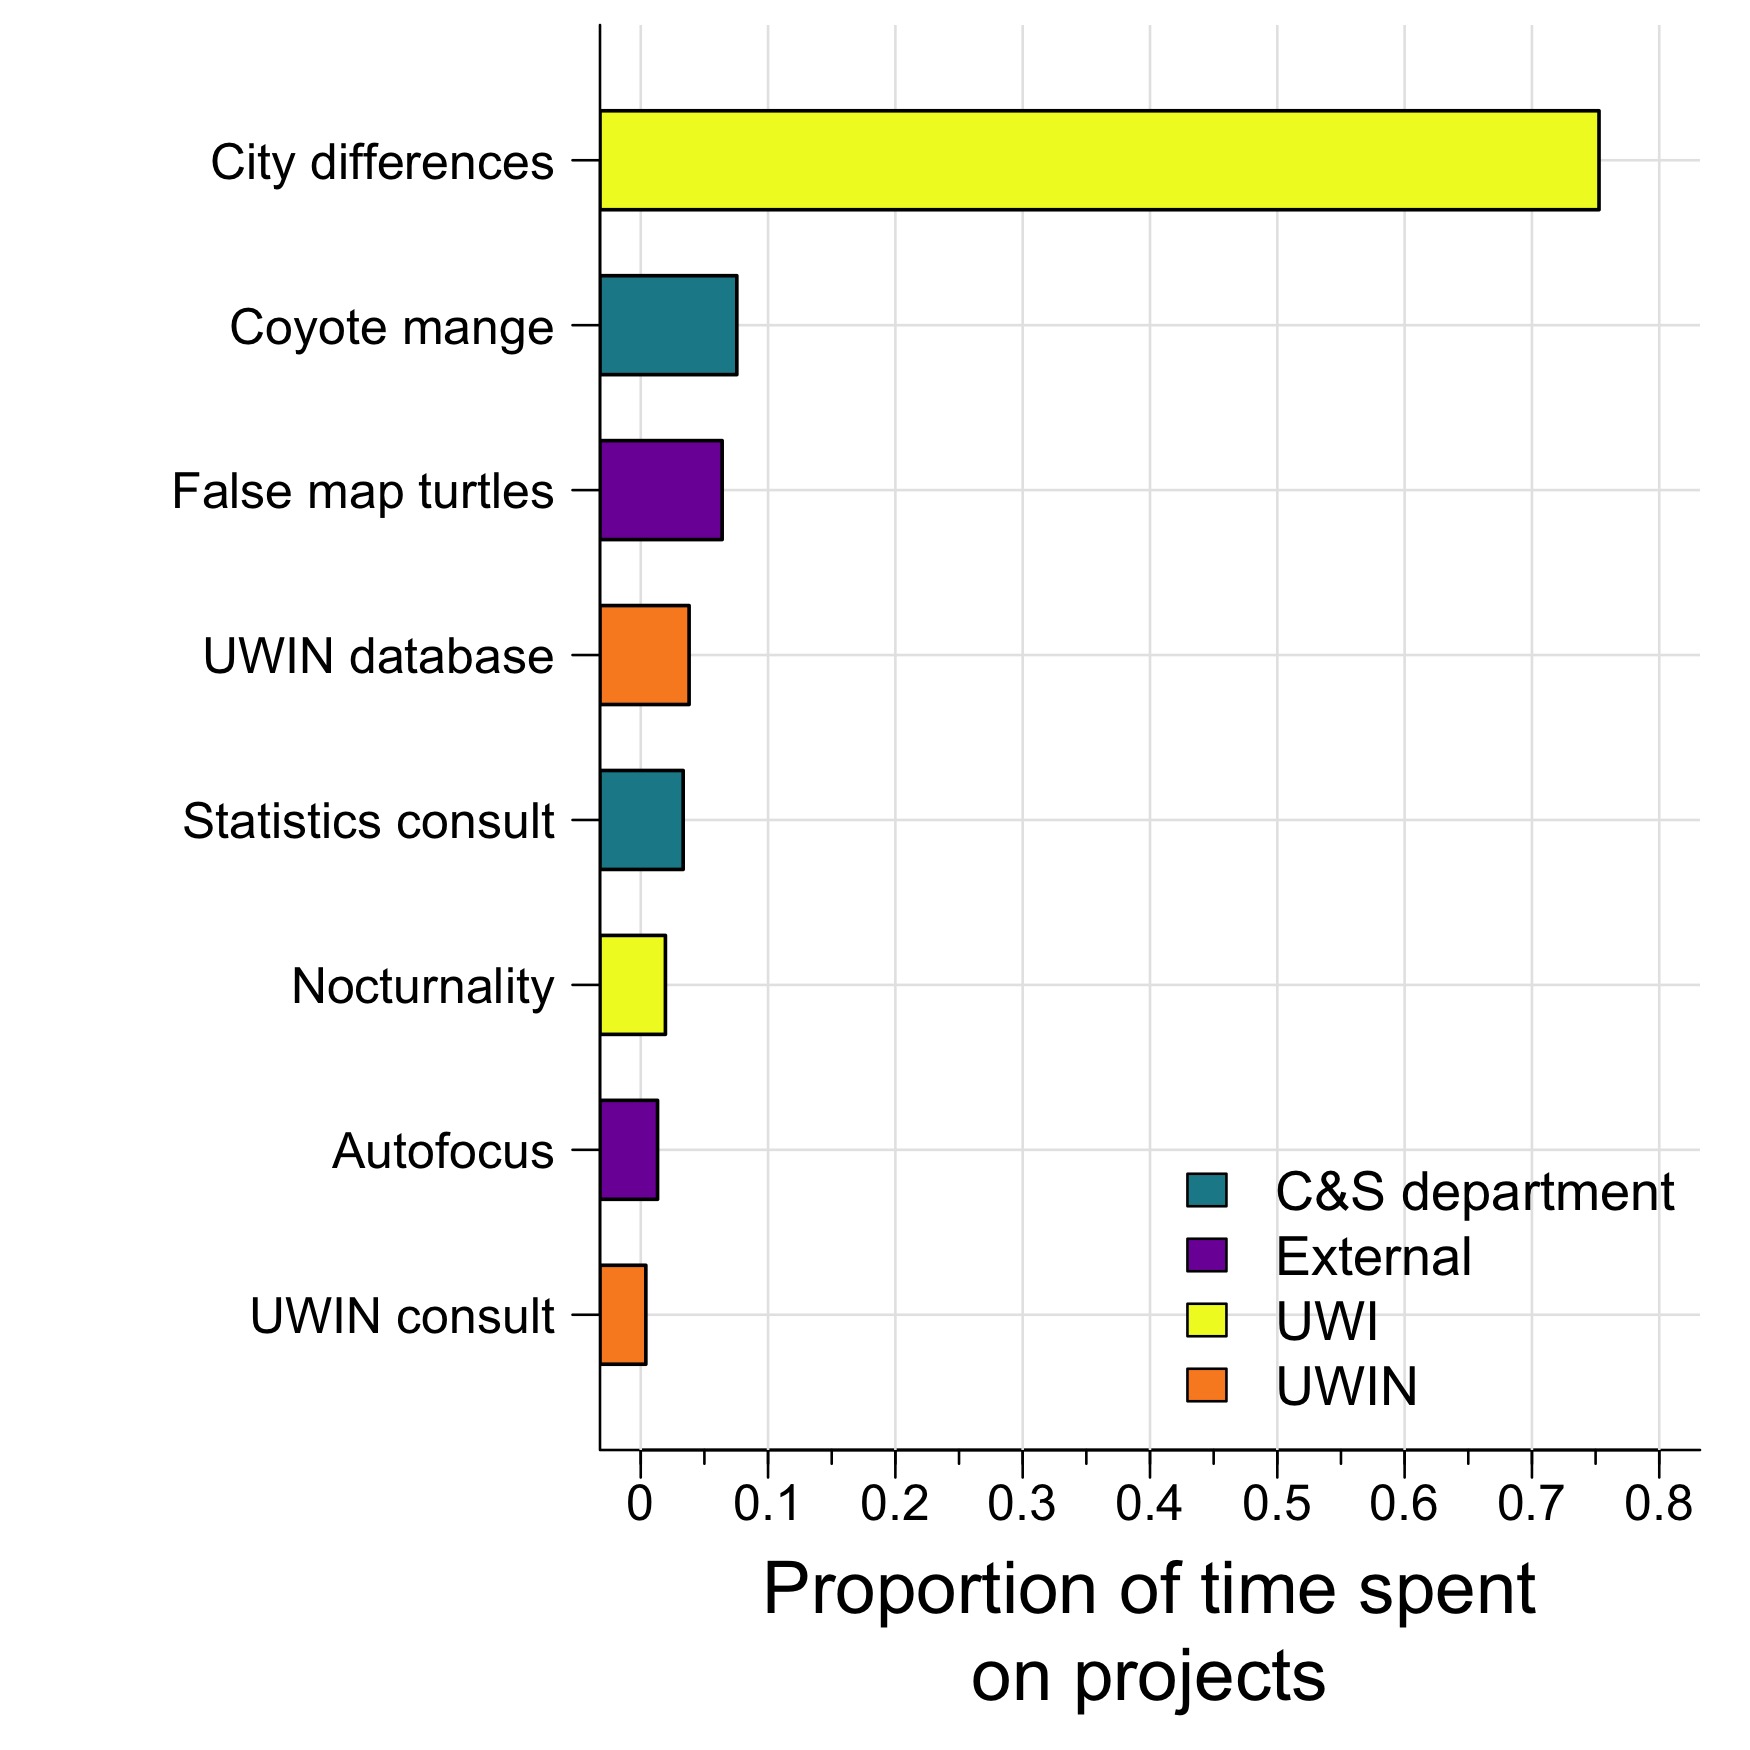 City differences
Coyote mange
False map turtles
UWIN database
Statistics consult
Nocturnality
Autofocus
UWIN consult
C&S department
External
UWI
UWIN
0 0.1 0.2 0.3 0.4 0.5 0.6 0.7 0.8
Proportion of time spent
on projects